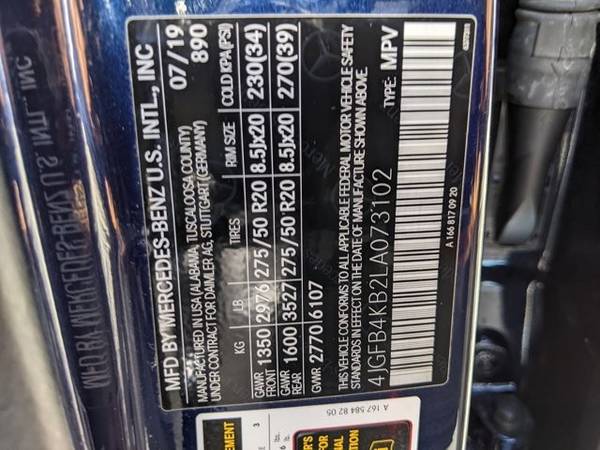 MFD BY MERCEDES-BENZ U.S. INTL., INC
MANUFACTURED IN USA (ALABAMA, TUSCALOOSA COUNTY)
UNDER CONTRACT FOR DAIMLER AG, STUTTGART (GERMANY)
07/19
890
KG LB TIRES RIM SIZE COLD KPA/(PSI)
GAWR FRONT 1350 2976 275/50 R20 8.5Jx20 230(34)
GAWR REAR 1600 3527 275/50 R20 8.5Jx20 270(39)
GVWR 2770 6107
THIS VEHICLE CONFORMS TO ALL APPLICABLE FEDERAL MOTOR VEHICLE SAFETY
STANDARDS IN EFFECT ON THE DATE OF MANUFACTURE SHOWN ABOVE.
4JGFB4KB2LA073102 TYPE: MPV
A 166 817 09 20
A 167 584 82 05